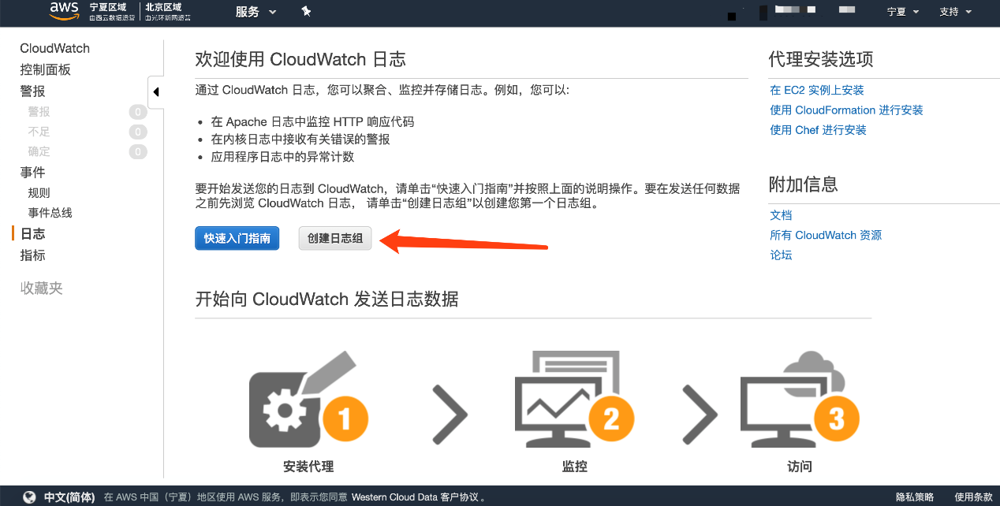 aws
宁夏区域
由西云数据运营
北京区域
由光环新网运营
服务
宁夏
支持
CloudWatch
控制面板
警报
警报 0
不足 0
确定 0
事件
规则
事件总线
日志
指标
收藏夹
欢迎使用 CloudWatch 日志
通过 CloudWatch 日志，您可以聚合、监控并存储日志。例如，您可以:
• 在 Apache 日志中监控 HTTP 响应代码
• 在内核日志中接收有关错误的警报
• 应用程序日志中的异常计数
要开始发送您的日志到 CloudWatch，请单击“快速入门指南”并按照上面的说明操作。要在发送任何数据
之前先浏览 CloudWatch 日志， 请单击“创建日志组”以创建您第一个日志组。
快速入门指南
创建日志组
代理安装选项
在 EC2 实例上安装
使用 CloudFormation 进行安装
使用 Chef 进行安装
附加信息
文档
所有 CloudWatch 资源
论坛
开始向 CloudWatch 发送日志数据
1
2
3
安装代理
监控
访问
中文(简体)
在 AWS 中国（宁夏）地区使用 AWS 服务，即表示您同意 Western Cloud Data 客户协议 。
隐私策略
使用条款